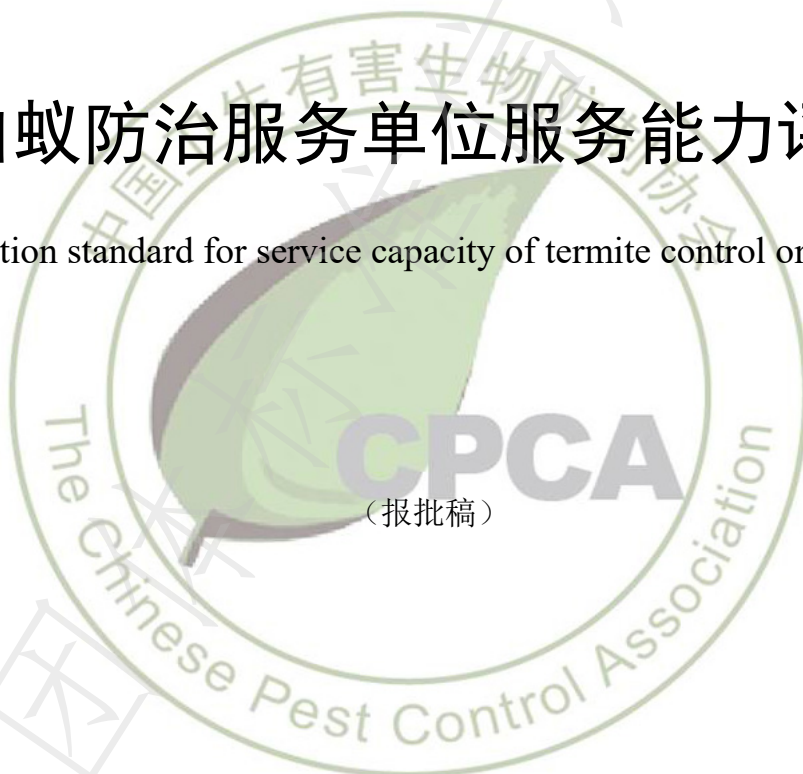 中国卫生有害生物防制协会
白蚁防治服务单位服务能力评
tion standard for service capacity of termite control or
CPCA
（报批稿）
The Chinese Pest Control Association